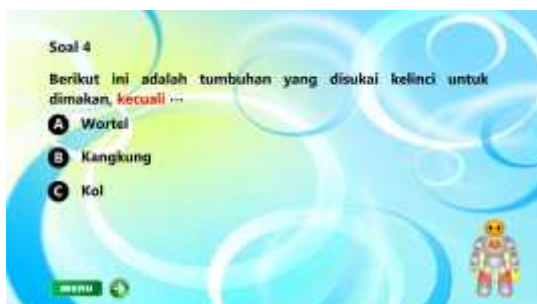 Soal 4
Berikut ini adalah tumbuhan yang disukai kelinci untuk
dimakan, kecuali ...
A Wortel
B Kangkung
C Kol
MENU